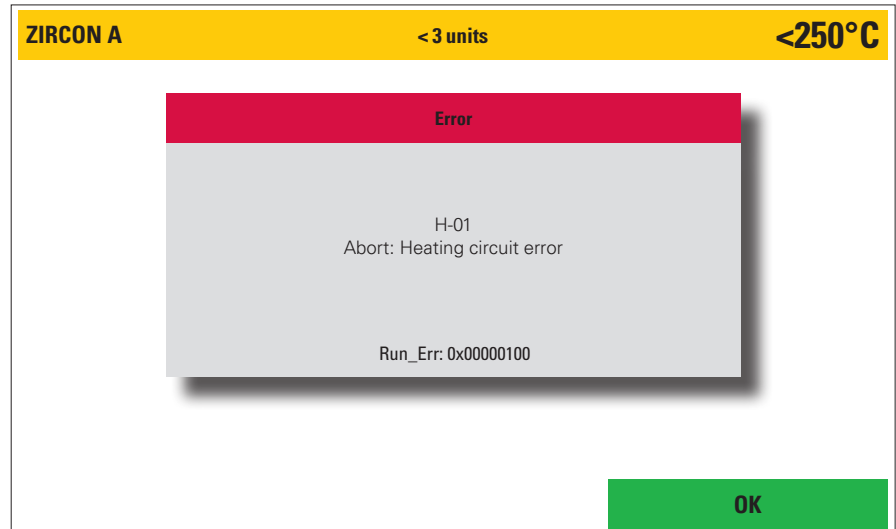 ZIRCON A
< 3 units
<250°C
Error
H-01
Abort: Heating circuit error
Run_Err: 0x00000100
OK